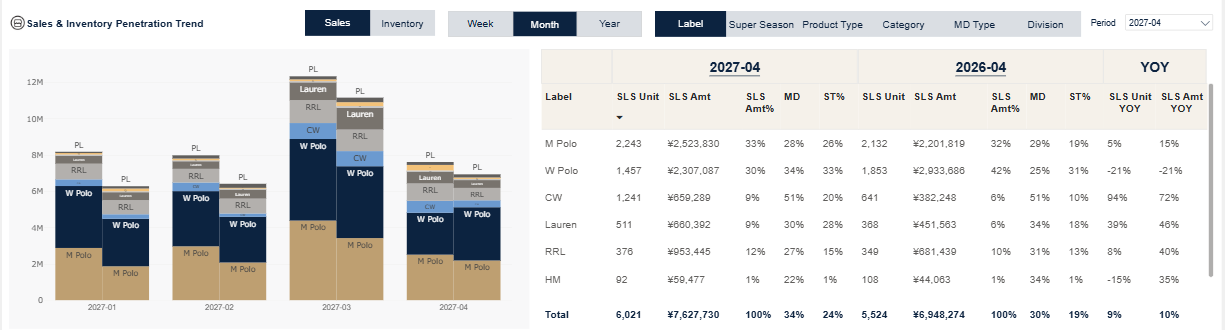 Sales & Inventory Penetration Trend
Sales Inventory
Week Month Year
Label Super Season Product Type Category MD Type Division
Period 2027-04
12M
10M
8M
6M
4M
2M
0
PL
RRL
W Polo
M Polo
PL
Lauren
RRL
W Polo
M Polo
2027-01
PL
Lauren
RRL
CW
W Polo
M Polo
PL
Lauren
RRL
CW
W Polo
M Polo
2027-02
PL
Lauren
RRL
CW
W Polo
M Polo
PL
Lauren
RRL
CW
W Polo
M Polo
2027-03
PL
Lauren
RRL
CW
W Polo
M Polo
PL
Lauren
RRL
CW
W Polo
M Polo
2027-04
2027-04 2026-04 YOY
Label SLS Unit SLS Amt SLS Amt% MD ST% SLS Unit SLS Amt SLS Amt% MD ST% SLS Unit YOY SLS Amt YOY
M Polo 2,243 ¥2,523,830 33% 28% 26% 2,132 ¥2,201,819 32% 29% 19% 5% 15%
W Polo 1,457 ¥2,307,087 30% 34% 33% 1,853 ¥2,933,686 42% 25% 31% -21% -21%
CW 1,241 ¥659,289 9% 51% 20% 641 ¥382,248 6% 51% 10% 94% 72%
Lauren 511 ¥660,392 9% 30% 28% 368 ¥451,563 6% 34% 18% 39% 46%
RRL 376 ¥953,445 12% 27% 15% 349 ¥681,439 10% 31% 13% 8% 40%
HM 92 ¥59,477 1% 22% 1% 108 ¥44,063 1% 34% 1% -15% 35%
Total 6,021 ¥7,627,730 100% 34% 24% 5,524 ¥6,948,274 100% 30% 19% 9% 10%